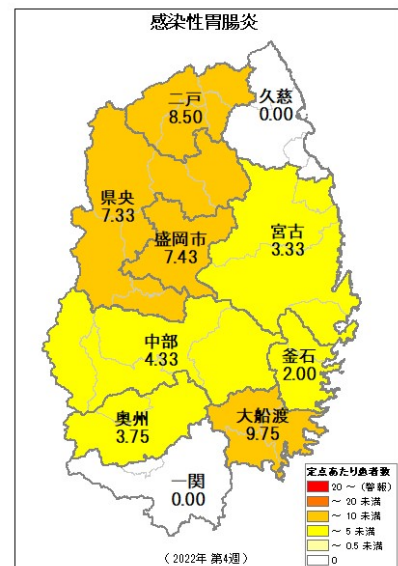 感染性胃腸炎
二戸
8.50
久慈
0.00
県央
7.33
盛岡市
7.43
宮古
3.33
中部
4.33
釜石
2.00
奥州
3.75
大船渡
9.75
一関
0.00
定点あたり患者数
20 ～ (警報)
～ 20 未満
～ 10 未満
～ 5 未満
～ 0.5 未満
0
( 2022年 第4週 )